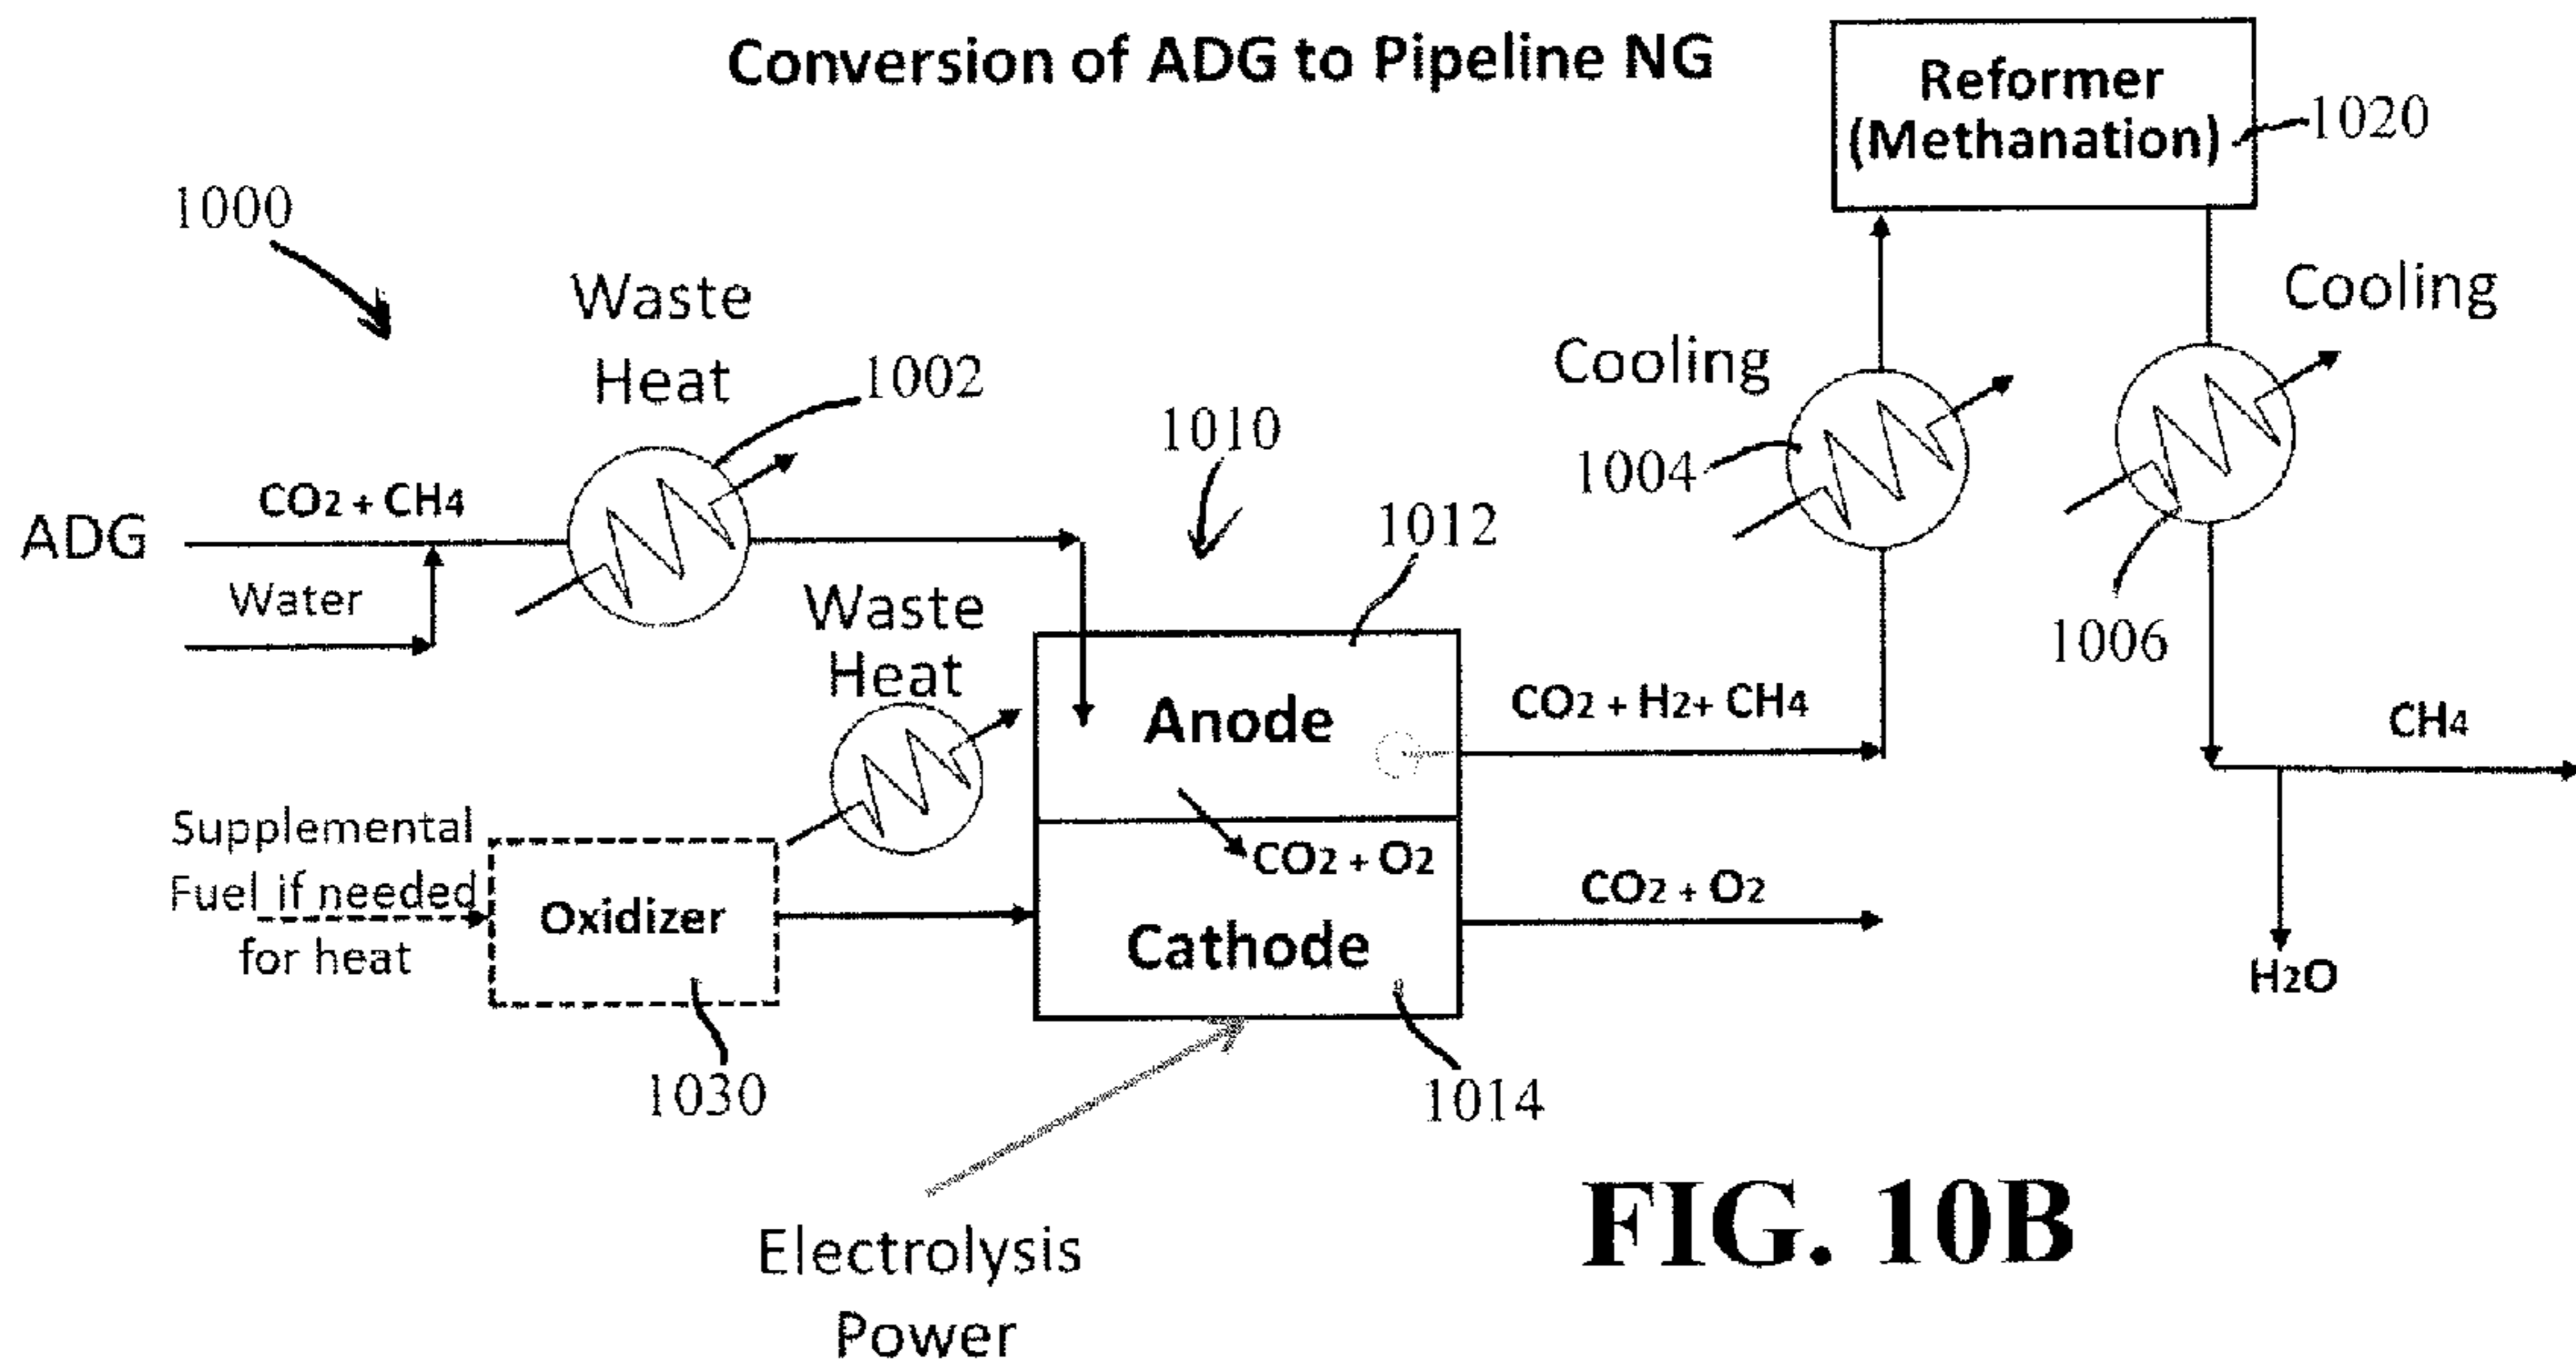 Conversion of ADG to Pipeline NG
Reformer
(Methanation)
1020
1000
Waste
Heat
1002
Cooling
Cooling
1010
1004
1012
CO2 + CH4
ADG
Water
Waste
Heat
1006
Anode
CO2 + H2+ CH4
CH4
Supplemental
Fuel if needed
for heat
Oxidizer
CO2 + O2
Cathode
CO2 + O2
H2O
1030
1014
Electrolysis
Power
FIG. 10B